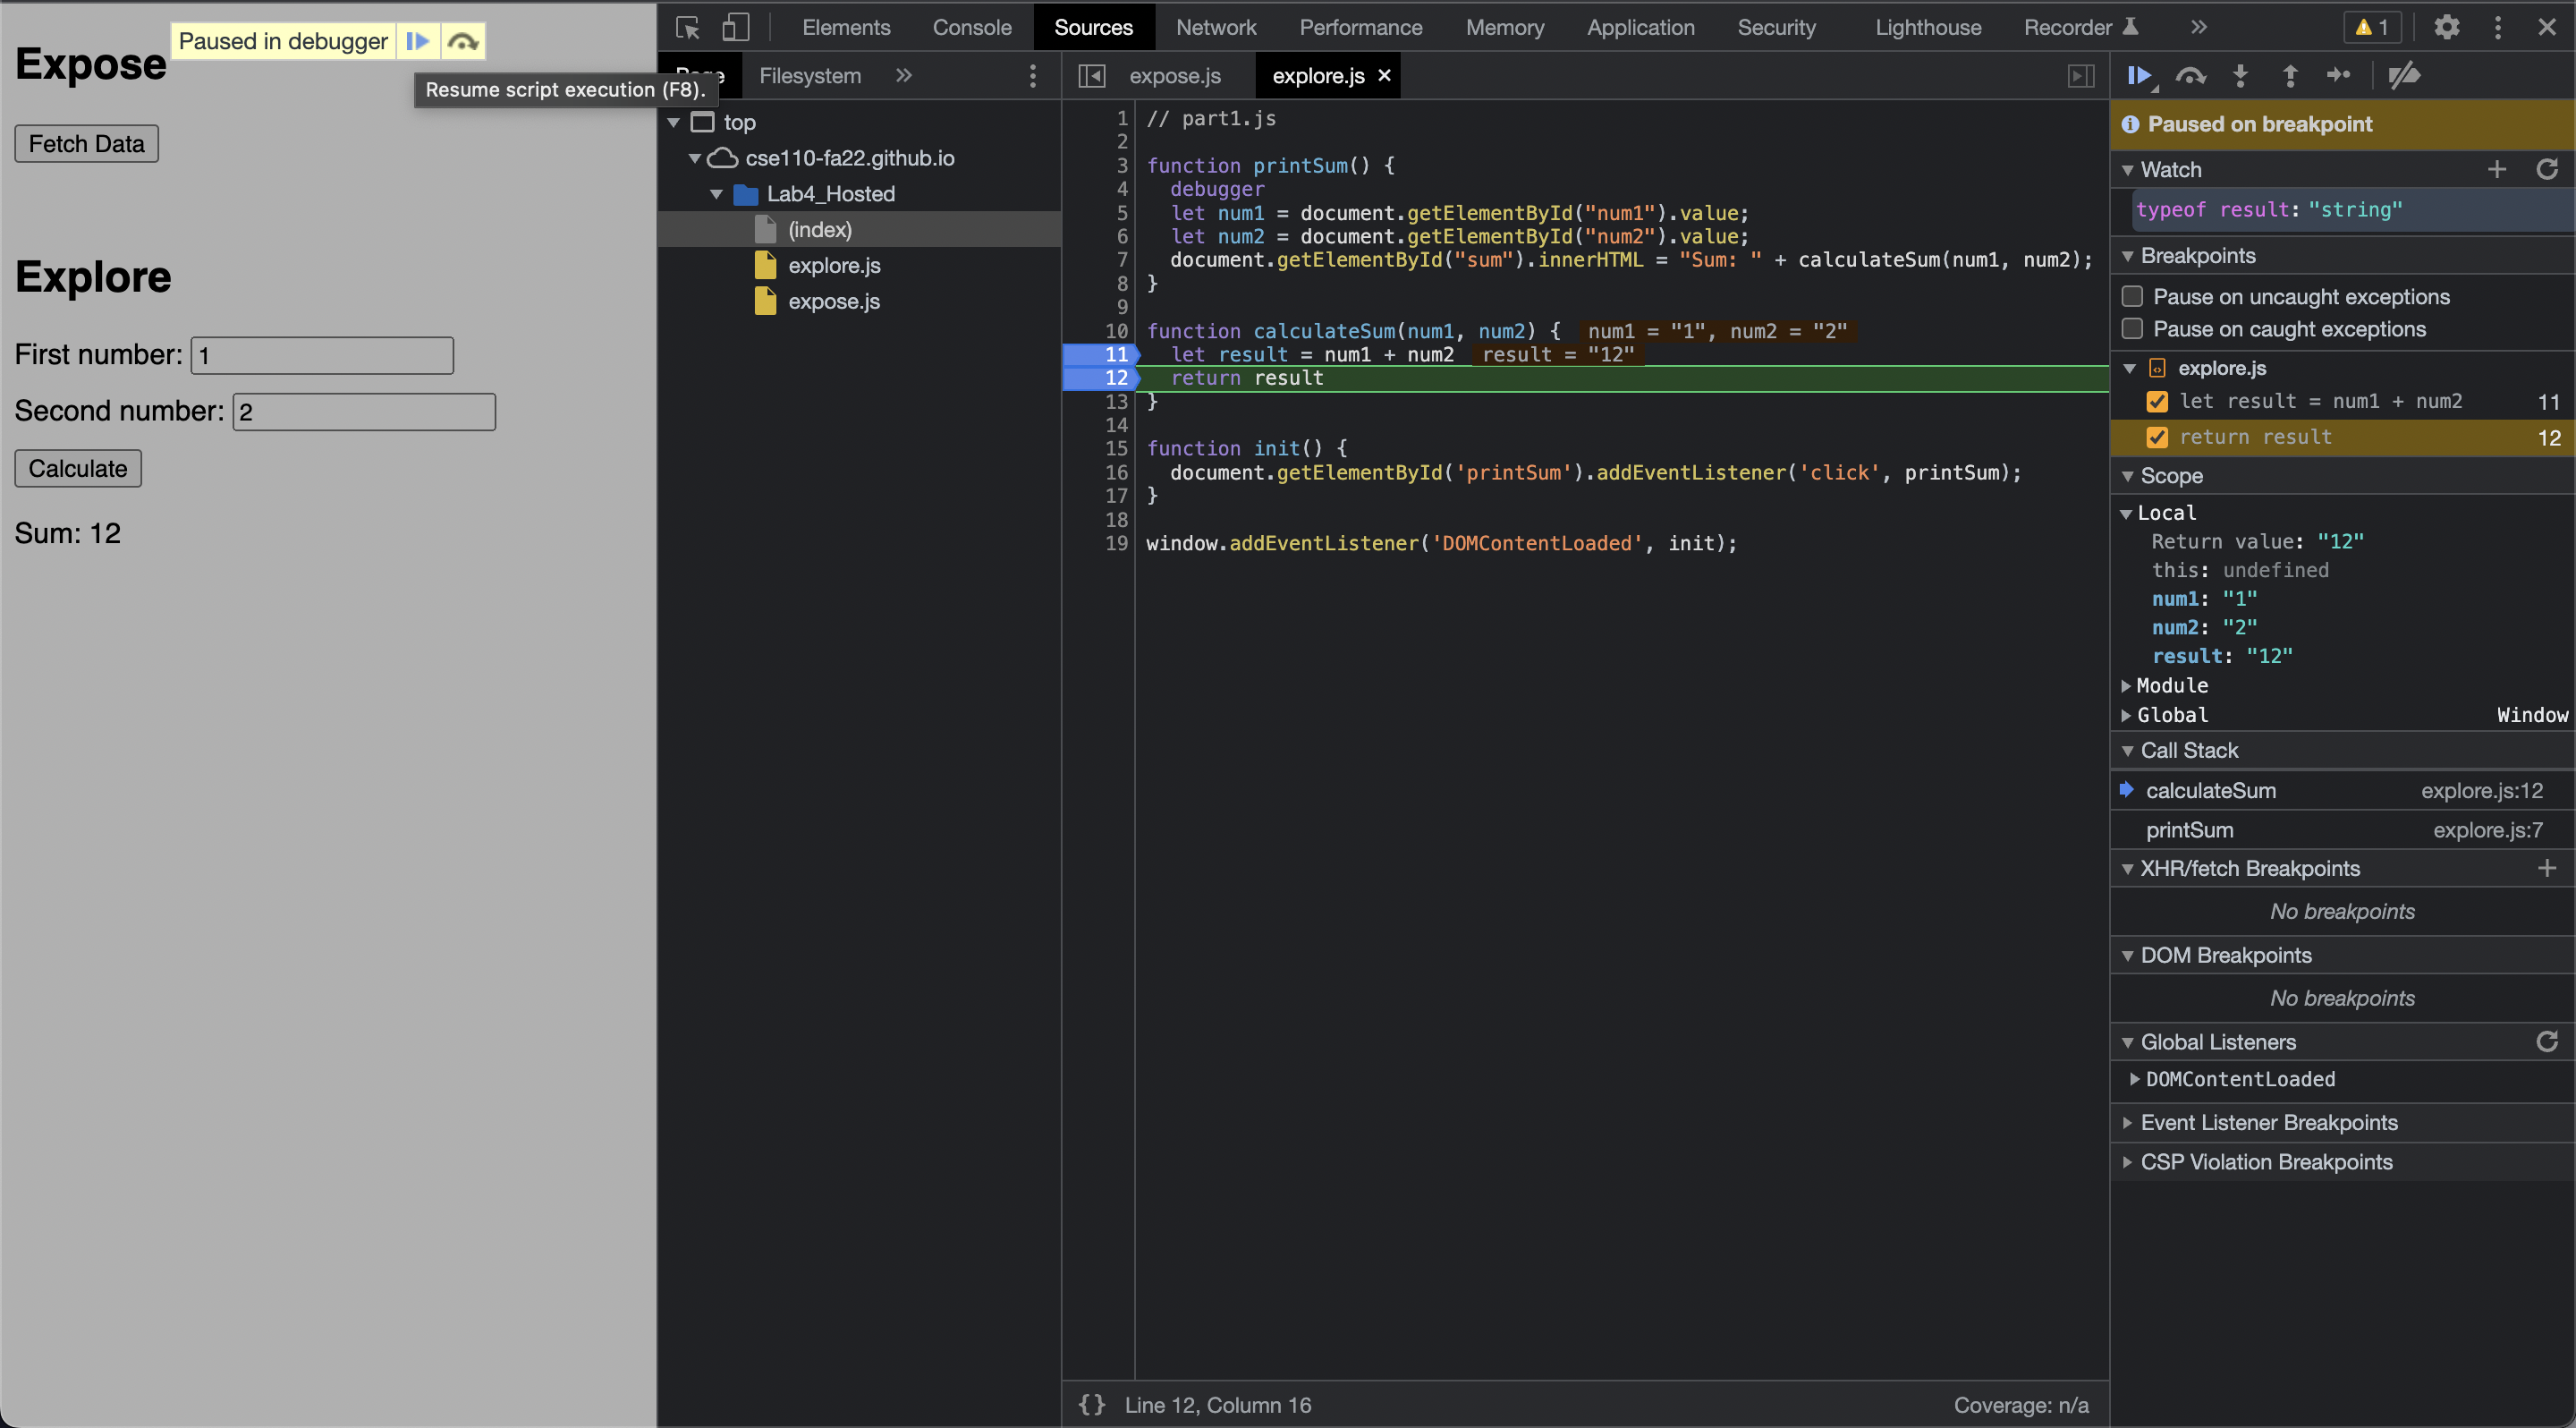 Expose
Paused in debugger
Resume script execution (F8).
Fetch Data
Explore
First number: 1
Second number: 2
Calculate
Sum: 12
Elements Console Sources Network Performance Memory Application Security Lighthouse Recorder 1
Filesystem
top
cse110-fa22.github.io
Lab4_Hosted
(index)
explore.js
expose.js
expose.js explore.js
1 // part1.js
2
3 function printSum() {
4 debugger
5 let num1 = document.getElementById("num1").value;
6 let num2 = document.getElementById("num2").value;
7 document.getElementById("sum").innerHTML = "Sum: " + calculateSum(num1, num2);
8 }
9
10 function calculateSum(num1, num2) { num1 = "1", num2 = "2"
11 let result = num1 + num2 result = "12"
12 return result
13 }
14
15 function init() {
16 document.getElementById('printSum').addEventListener('click', printSum);
17 }
18
19 window.addEventListener('DOMContentLoaded', init);
{} Line 12, Column 16 Coverage: n/a
Paused on breakpoint
Watch
typeof result: "string"
Breakpoints
Pause on uncaught exceptions
Pause on caught exceptions
explore.js
let result = num1 + num2 11
return result 12
Scope
Local
Return value: "12"
this: undefined
num1: "1"
num2: "2"
result: "12"
Module
Global Window
Call Stack
calculateSum explore.js:12
printSum explore.js:7
XHR/fetch Breakpoints
No breakpoints
DOM Breakpoints
No breakpoints
Global Listeners
DOMContentLoaded
Event Listener Breakpoints
CSP Violation Breakpoints